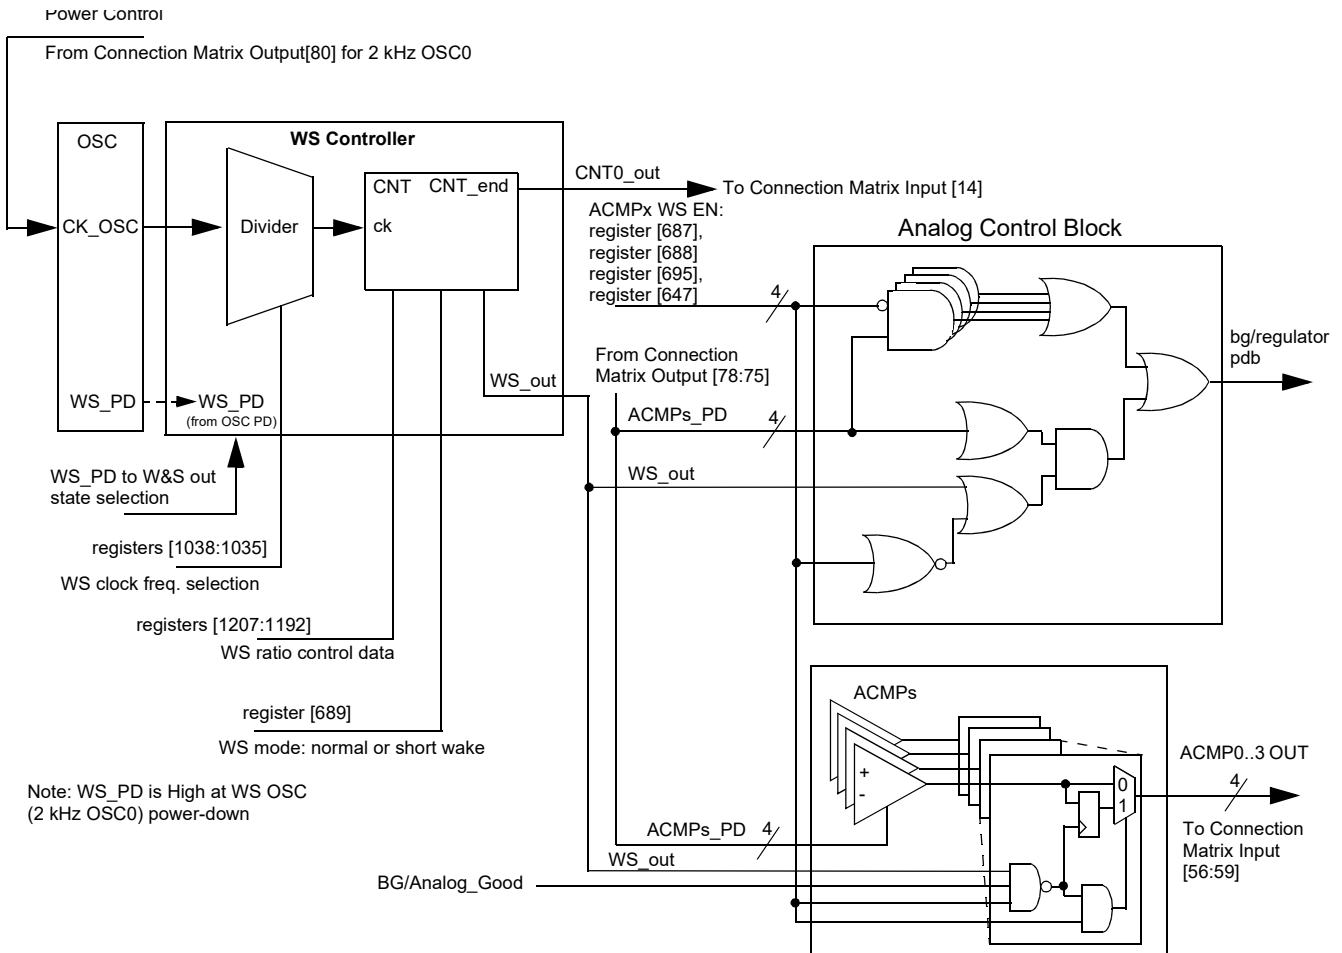 Power Control
From Connection Matrix Output[80] for 2 kHz OSC0
OSC
WS Controller
CNT0_out
To Connection Matrix Input [14]
CNT CNT_end
ck
CK_OSC
Divider
ACMPx WS EN:
register [687],
register [688]
register [695],
register [647]
4
Analog Control Block
bg/regulator
pdb
From Connection
Matrix Output [78:75]
WS_out
ACMPs_PD
4
WS_PD
WS_PD
(from OSC PD)
WS_out
WS_PD to W&S out
state selection
registers [1038:1035]
WS clock freq. selection
registers [1207:1192]
WS ratio control data
register [689]
WS mode: normal or short wake
Note: WS_PD is High at WS OSC
(2 kHz OSC0) power-down
ACMPs
+
-
0
1
ACMP0..3 OUT
4
To Connection
Matrix Input
[56:59]
ACMPs_PD
4
WS_out
BG/Analog_Good